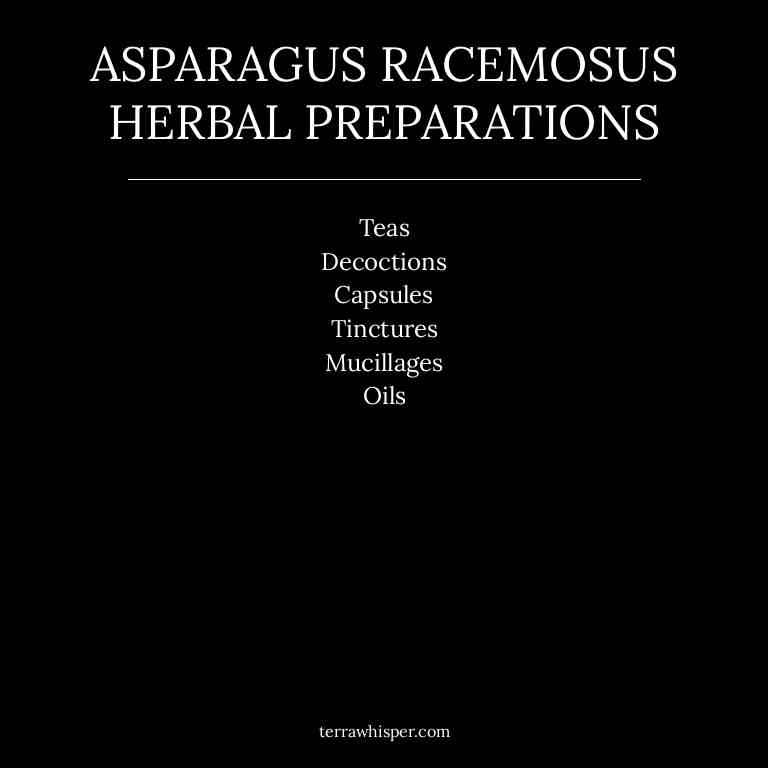 ASPARAGUS RACEMOSUS
HERBAL PREPARATIONS
Teas
Decoctions
Capsules
Tinctures
Mucillages
Oils
terrawhisper.com